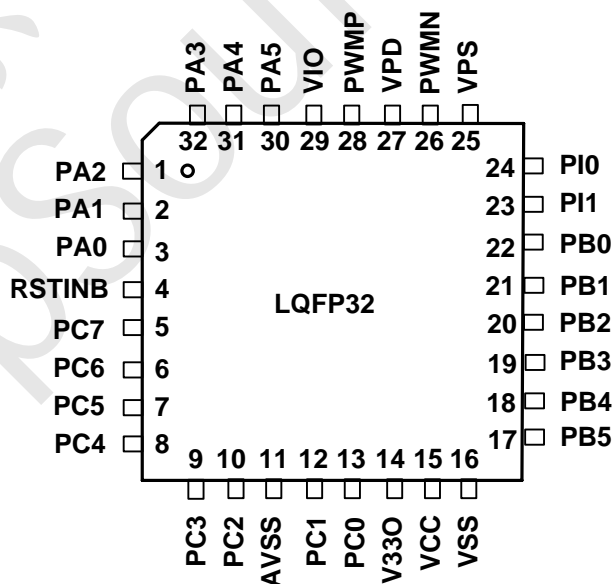 PA3 PA4 PA5 VIO PWMP VPD PWMN VPS
32 31 30 29 28 27 26 25
PA2 1 24 PI0
PA1 2 23 PI1
PA0 3 22 PB0
RSTINB 4 21 PB1
LQFP32
PC7 5 20 PB2
PC6 6 19 PB3
PC5 7 18 PB4
PC4 8 17 PB5
9 10 11 12 13 14 15 16
PC3 PC2 AVSS PC1 PC0 V33O VCC VSS